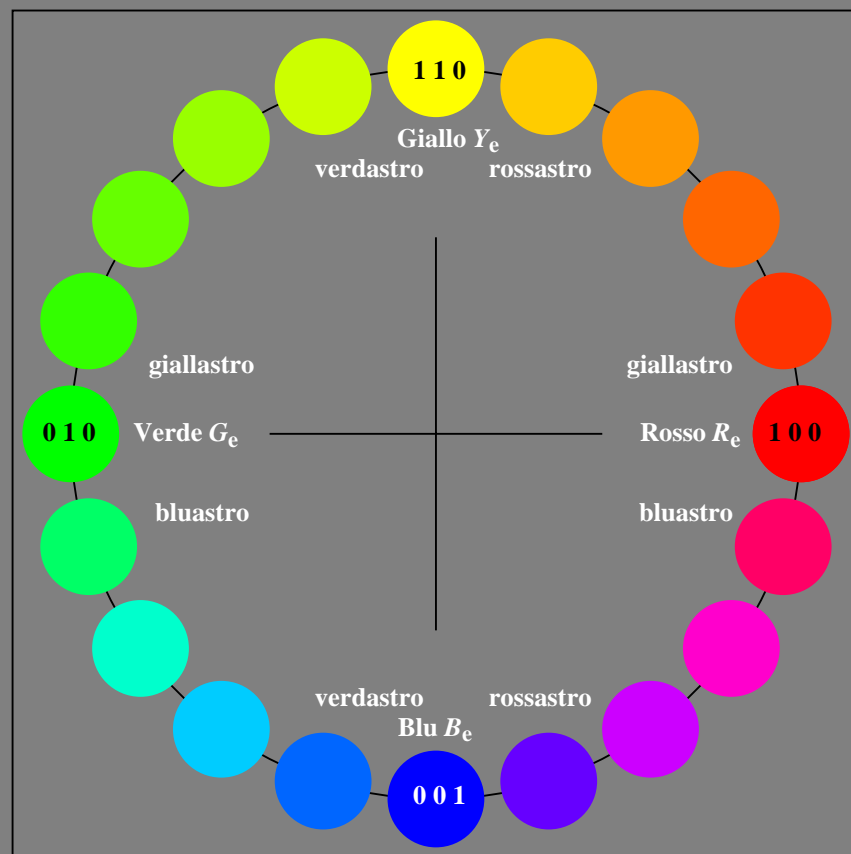 1 1 0
Giallo Yₑ
verdastro rossastro
giallastro giallastro
0 1 0 Verde Gₑ Rosso Rₑ 1 0 0
bluastro bluastro
verdastro rossastro
Blu Bₑ
0 0 1